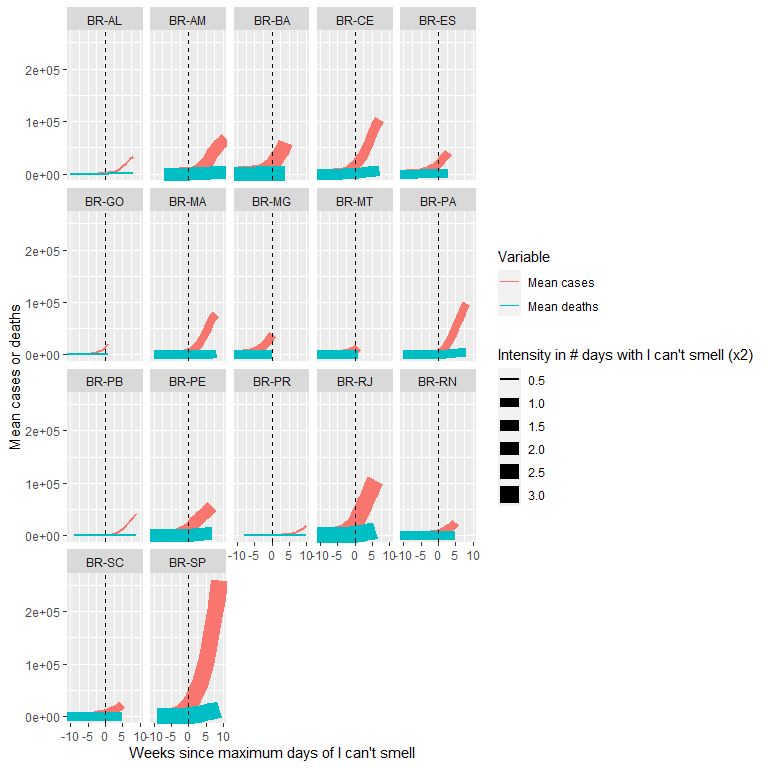 BR-AL BR-AM BR-BA BR-CE BR-ES
2e+05
1e+05
0e+00
BR-GO BR-MA BR-MG BR-MT BR-PA
2e+05
1e+05
0e+00
BR-PB BR-PE BR-PR BR-RJ BR-RN
2e+05
1e+05
0e+00
-10 -5 0 5 10 -10 -5 0 5 10 -10 -5 0 5 10
BR-SC BR-SP
2e+05
1e+05
0e+00
-10 -5 0 5 10 -10 -5 0 5 10
Weeks since maximum days of I can't smell
Mean cases or deaths
Variable
Mean cases
Mean deaths
Intensity in # days with I can't smell (x2)
0.5
1.0
1.5
2.0
2.5
3.0